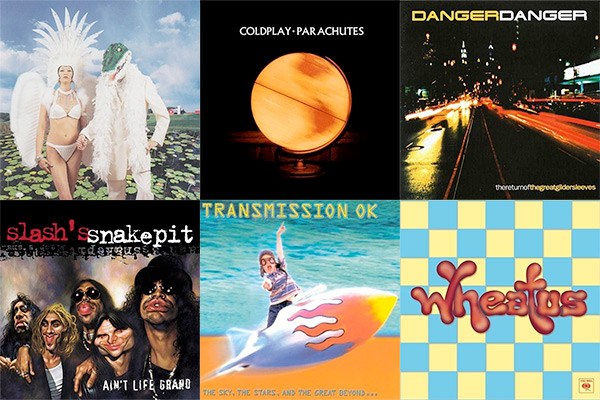 COLDPLAY • PARACHUTES
DANGERDANGER
thereturnofthegreatgildersleeves
slash's snakepit
AIN'T LIFE GRAND
TRANSMISSION OK
THE SKY, THE STARS, AND THE GREAT BEYOND...
Wheatus
COLUMBIA